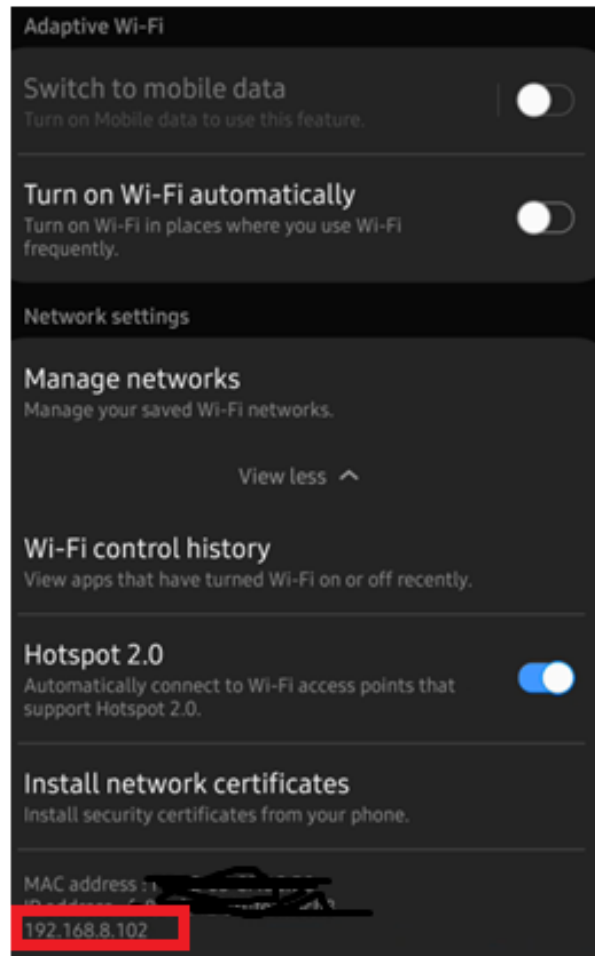 Adaptive Wi-Fi
Switch to mobile data
Turn on Mobile data to use this feature.
Turn on Wi-Fi automatically
Turn on Wi-Fi in places where you use Wi-Fi
frequently.
Network settings
Manage networks
Manage your saved Wi-Fi networks.
View less
Wi-Fi control history
View apps that have turned Wi-Fi on or off recently.
Hotspot 2.0
Automatically connect to Wi-Fi access points that
support Hotspot 2.0.
Install network certificates
Install security certificates from your phone.
MAC address :
IP address :
192.168.8.102